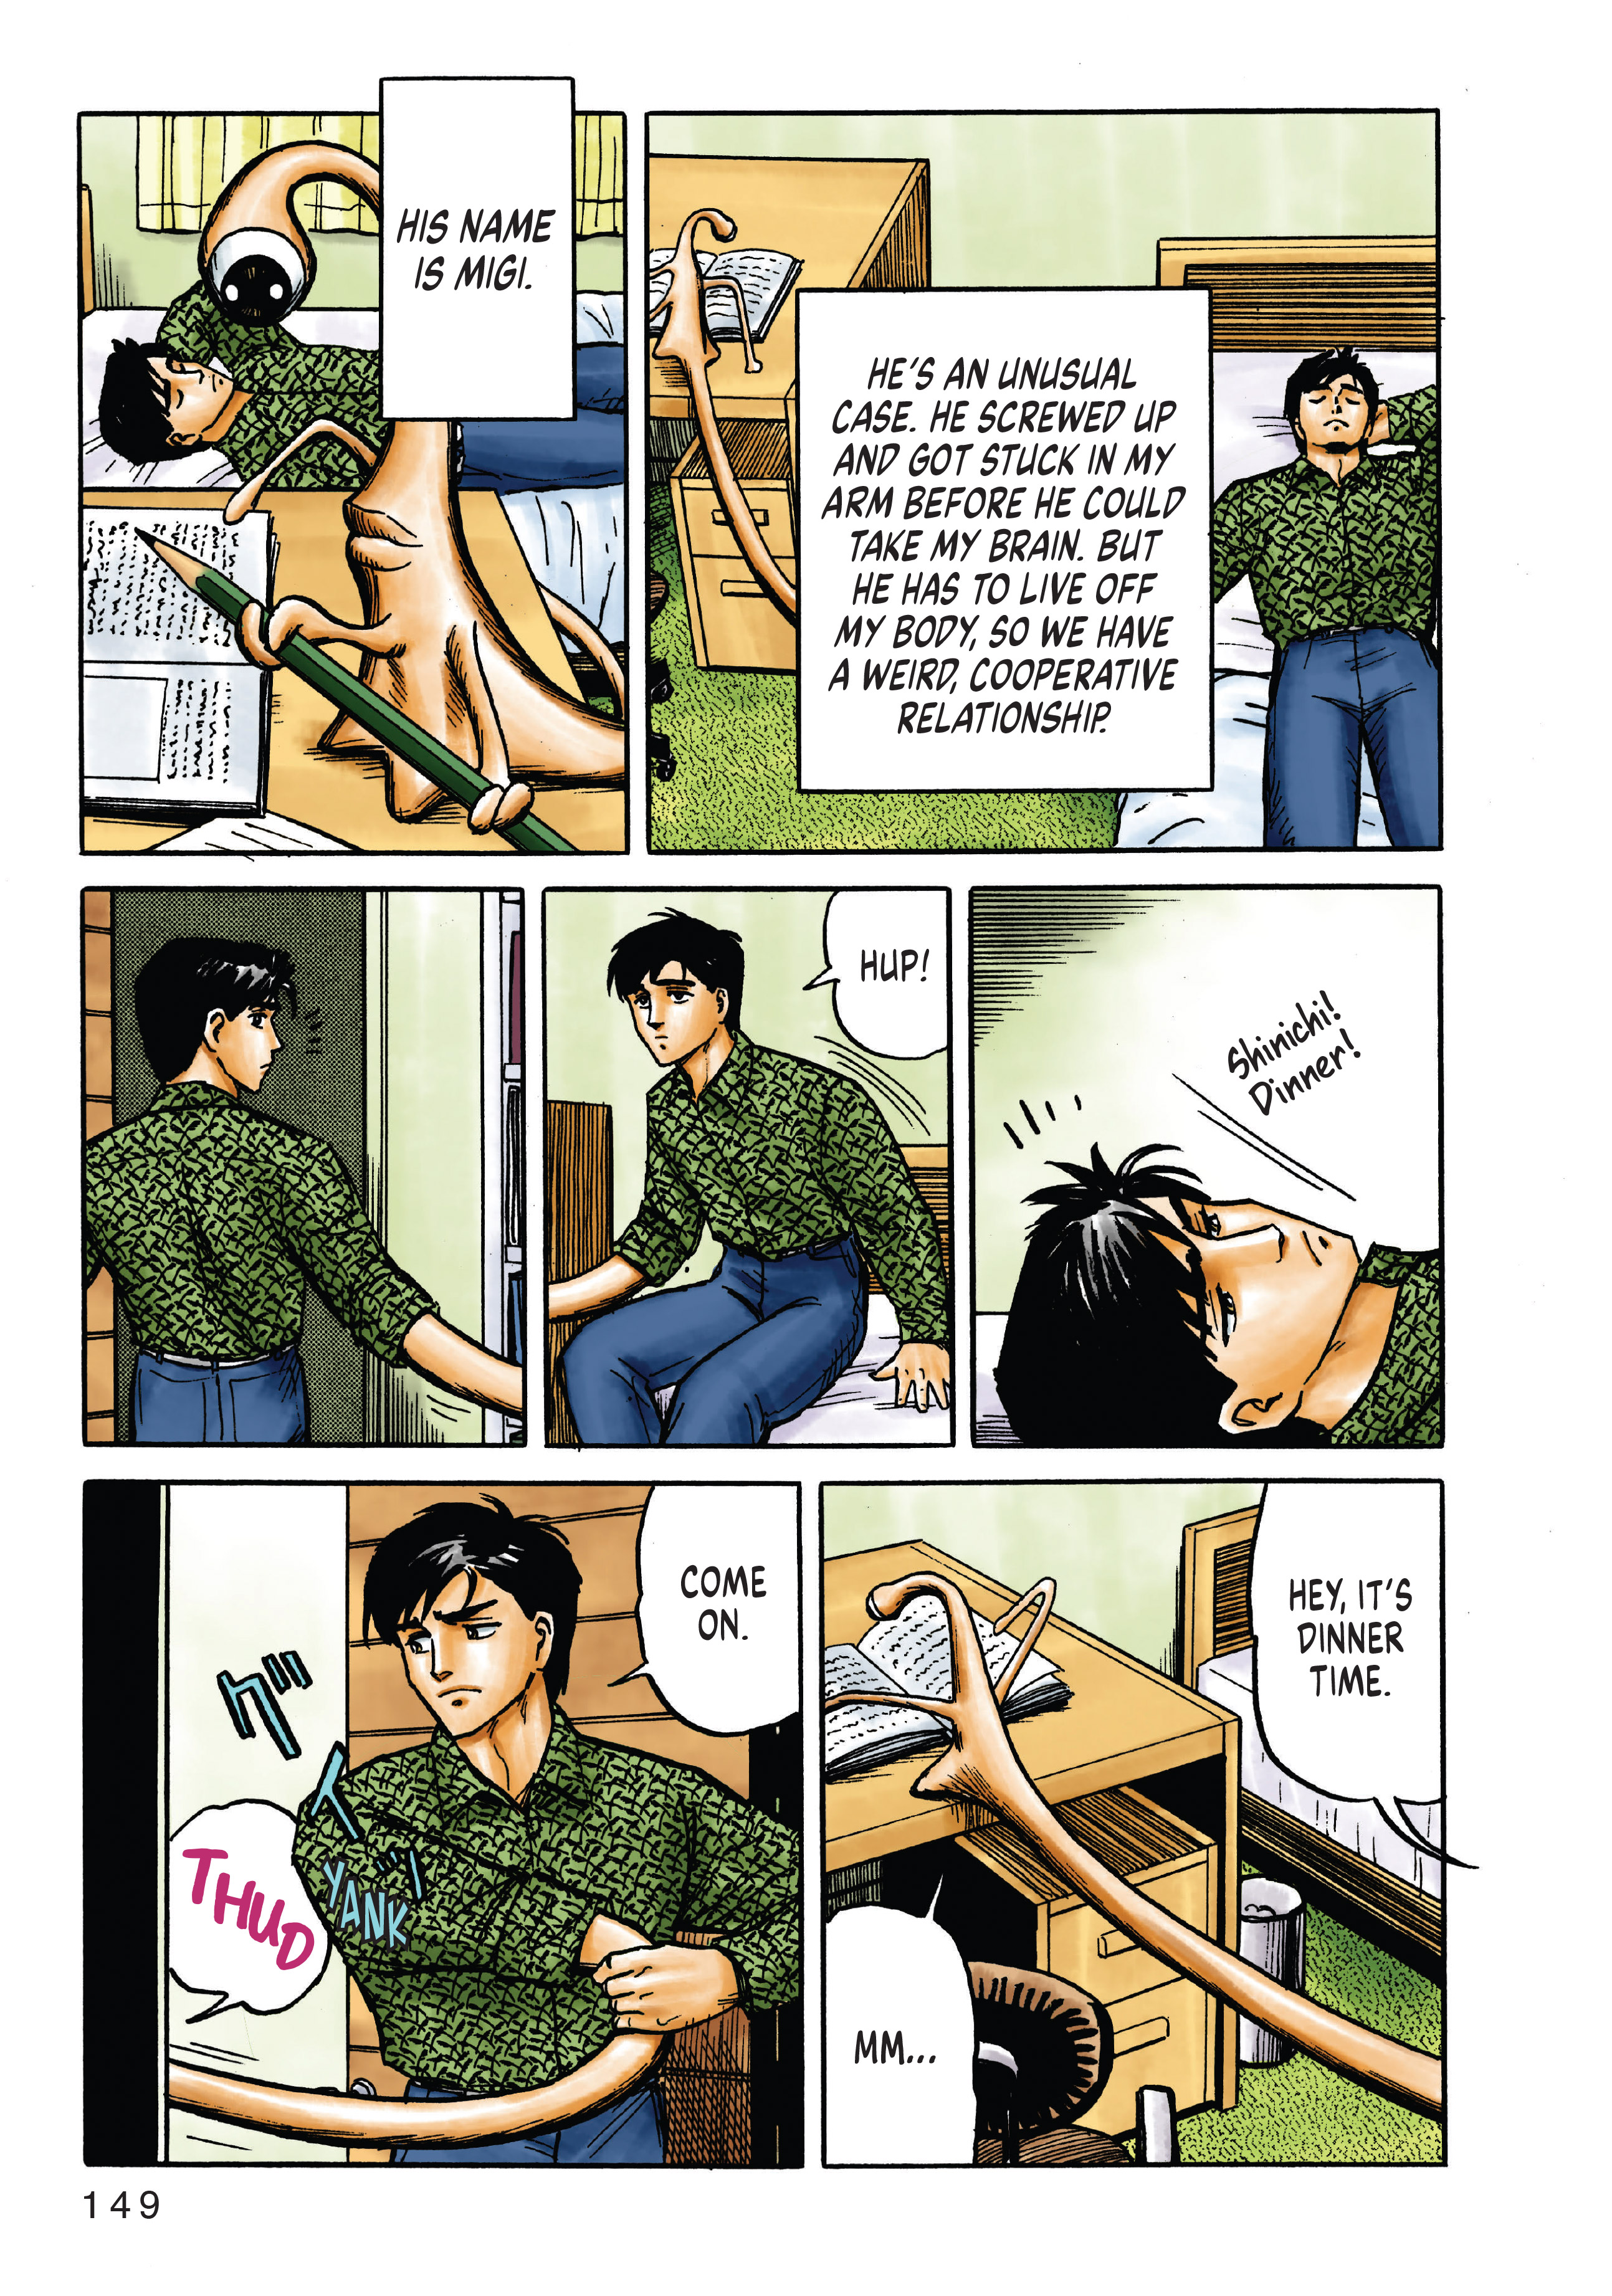 HE'S AN UNUSUAL
CASE. HE SCREWED UP
AND GOT STUCK IN MY
ARM BEFORE HE COULD
TAKE MY BRAIN. BUT
HE HAS TO LIVE OFF
MY BODY, SO WE HAVE
A WEIRD, COOPERATIVE
RELATIONSHIP.
HIS NAME
IS MIGI.
Shinichi!
Dinner!
HUP!
HEY, IT'S
DINNER
TIME.
MM...
COME
ON.
グイッ
YANK
THUD
149